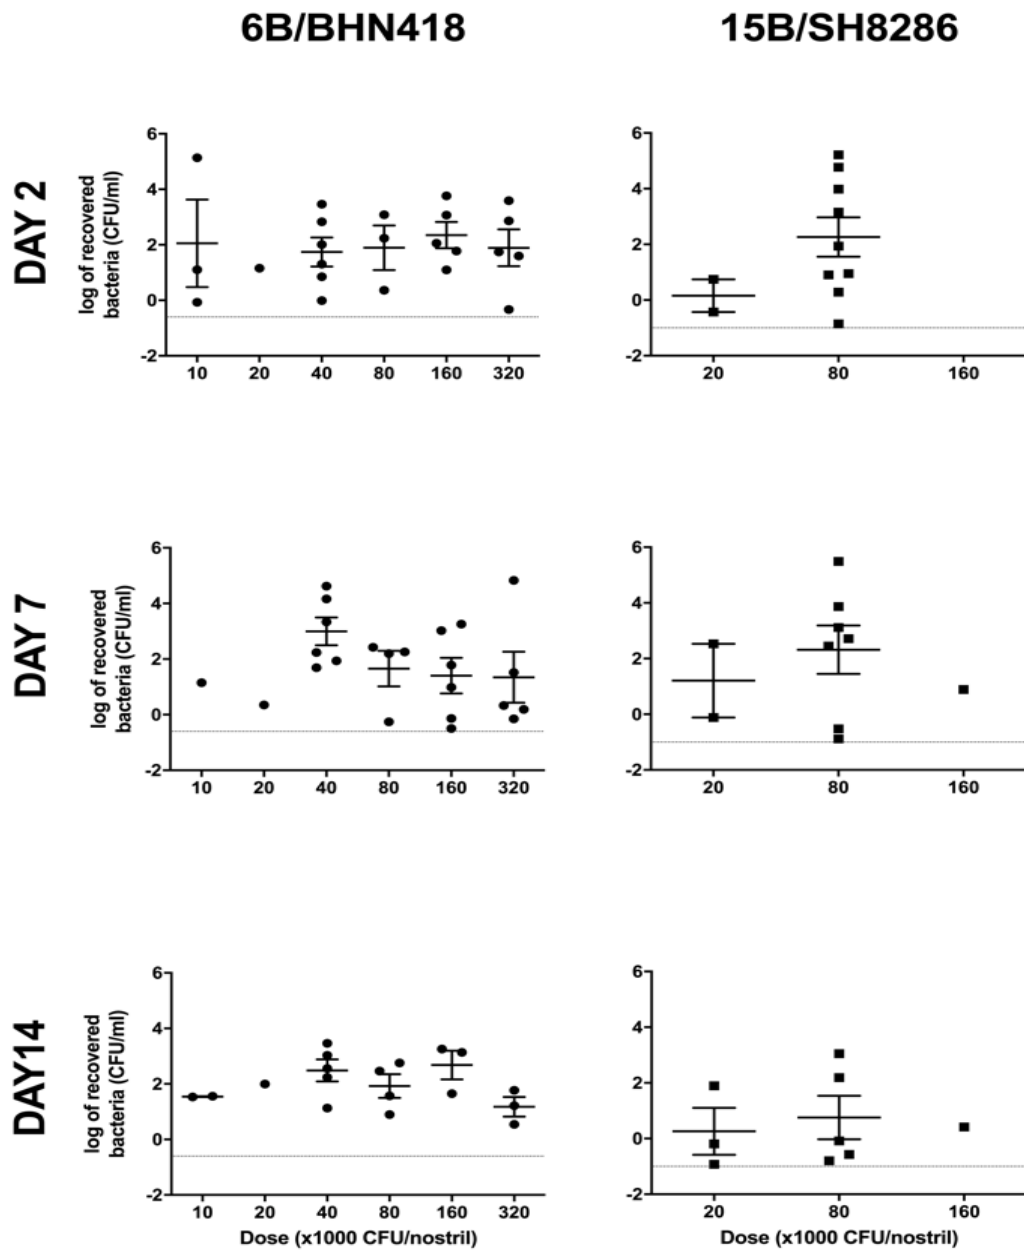 6B/BHN418 15B/SH8286
DAY 2
log of recovered
bacteria (CFU/ml)
6
4
2
0
-2
10 20 40 80 160 320
6
4
2
0
-2
20 80 160
DAY 7
log of recovered
bacteria (CFU/ml)
6
4
2
0
-2
10 20 40 80 160 320
6
4
2
0
-2
20 80 160
DAY14
log of recovered
bacteria (CFU/ml)
6
4
2
0
-2
10 20 40 80 160 320
Dose (x1000 CFU/nostril)
6
4
2
0
-2
20 80 160
Dose (x1000 CFU/nostril)